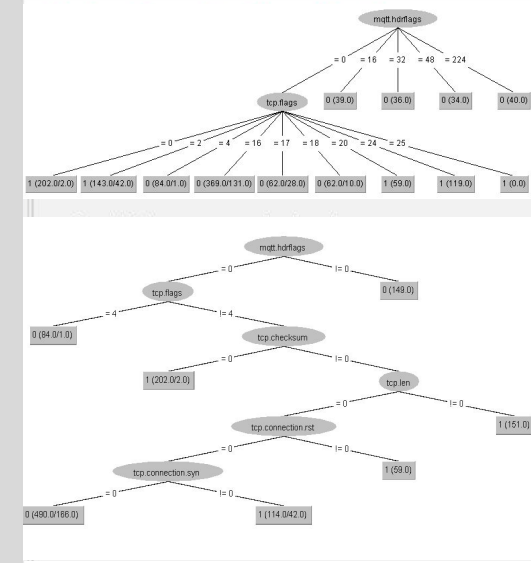 mqtt.hdrflags
= 0 = 16 = 32 = 48 = 224
tcp.flags 0 (39.0) 0 (36.0) 0 (34.0) 0 (40.0)
= 0 = 2 = 4 = 16 = 17 = 18 = 20 = 24 = 25
1 (202.0/2.0) 1 (143.0/42.0) 0 (84.0/1.0) 0 (369.0/131.0) 0 (62.0/28.0) 0 (62.0/10.0) 1 (59.0) 1 (119.0) 1 (0.0)
mqtt.hdrflags
= 0 != 0
tcp.flags 0 (149.0)
= 4 != 4
0 (84.0/1.0) tcp.checksum
= 0 != 0
1 (202.0/2.0) tcp.len
= 0 != 0
tcp.connection.rst 1 (151.0)
= 0 != 0
tcp.connection.syn 1 (59.0)
= 0 != 0
0 (490.0/166.0) 1 (114.0/42.0)